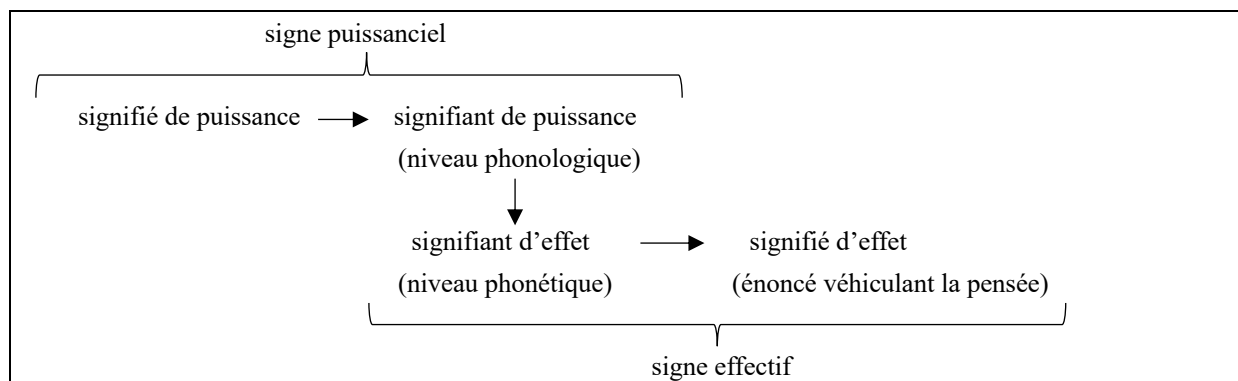 signe puissanciel
signifié de puissance signifiant de puissance
(niveau phonologique)
signifiant d’effet signifié d’effet
(niveau phonétique) (énoncé véhiculant la pensée)
signe effectif